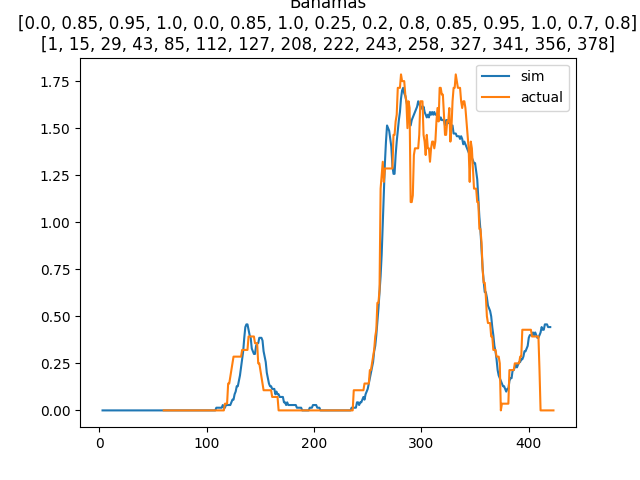 Bahamas
[0.0, 0.85, 0.95, 1.0, 0.0, 0.85, 1.0, 0.25, 0.2, 0.8, 0.85, 0.95, 1.0, 0.7, 0.8]
[1, 15, 29, 43, 85, 112, 127, 208, 222, 243, 258, 327, 341, 356, 378]
sim
actual
1.75
1.50
1.25
1.00
0.75
0.50
0.25
0.00
0 100 200 300 400